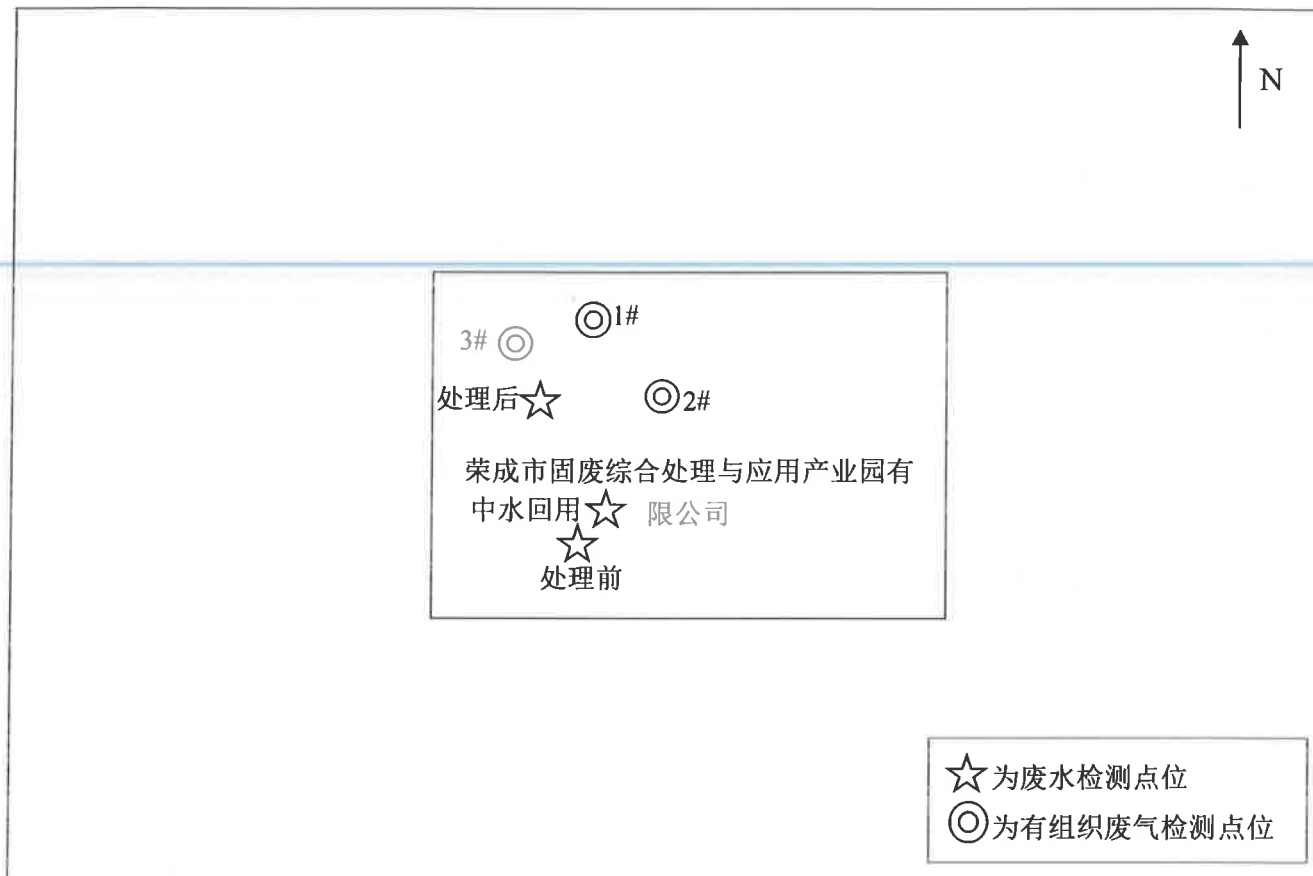 N
1#
3#
处理后
2#
荣成市固废综合处理与应用产业园有
中水回用 限公司
处理前
☆为废水检测点位
◎为有组织废气检测点位